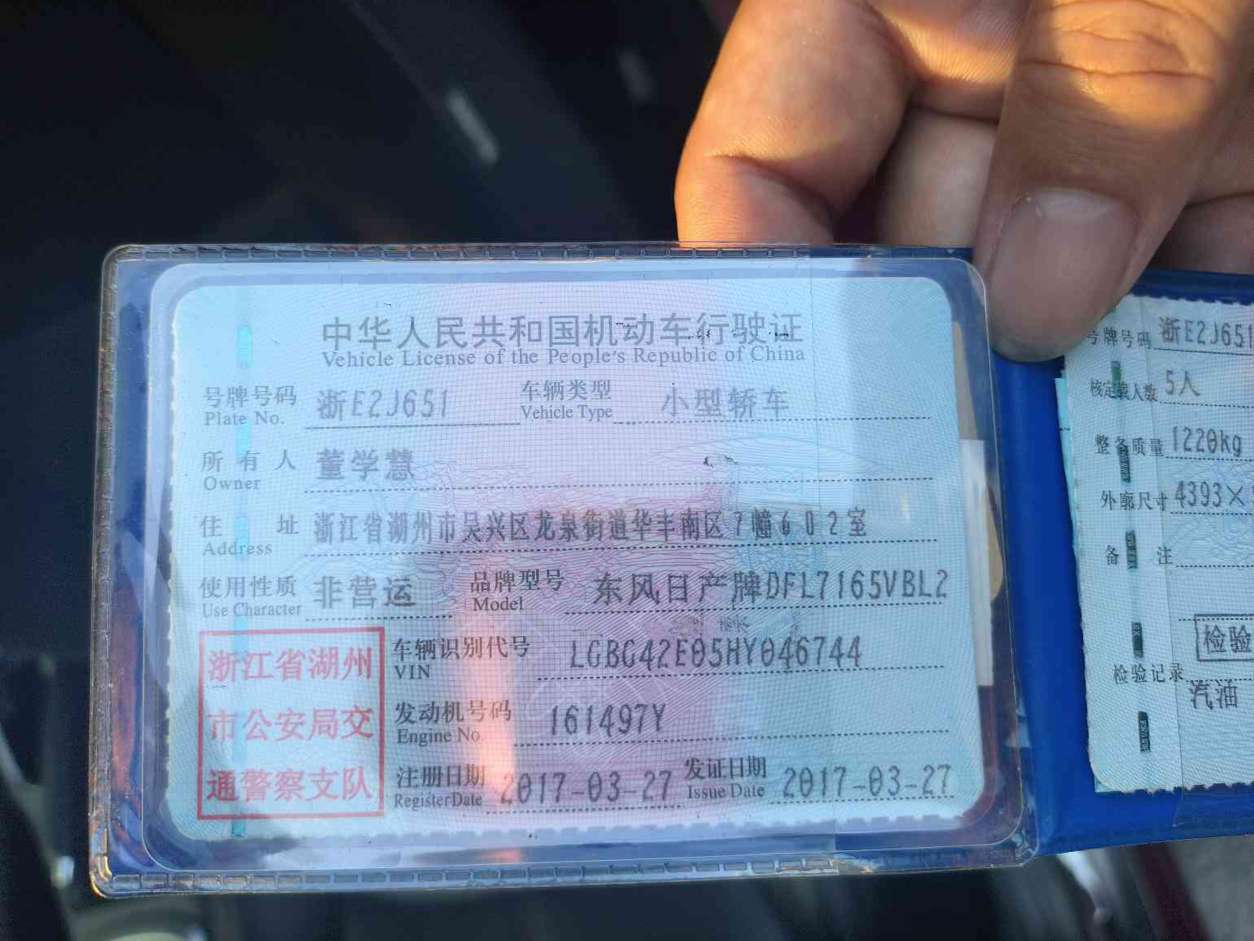 中华人民共和国机动车行驶证
Vehicle License of the People's Republic of China
号牌号码 浙E2J651 车辆类型 小型轿车
Plate No. Vehicle Type
所有人 董学慧
Owner
住址 浙江省湖州市吴兴区龙泉街道华丰南区7幢602室
Address
使用性质 非营运 品牌型号 东风日产牌DFL7165VBL2
Use Character Model
浙江省湖州
市公安局交
通警察支队
车辆识别代号 LGBG42E05HY046744
VIN
发动机号码 161497Y
Engine No
注册日期 2017-03-27 发证日期 2017-03-27
Register Date Issue Date
号牌号码 浙E2J651
核定载人数 5人
整备质量 1220kg
外廓尺寸 4393×
备注
检验
检验记录
汽油